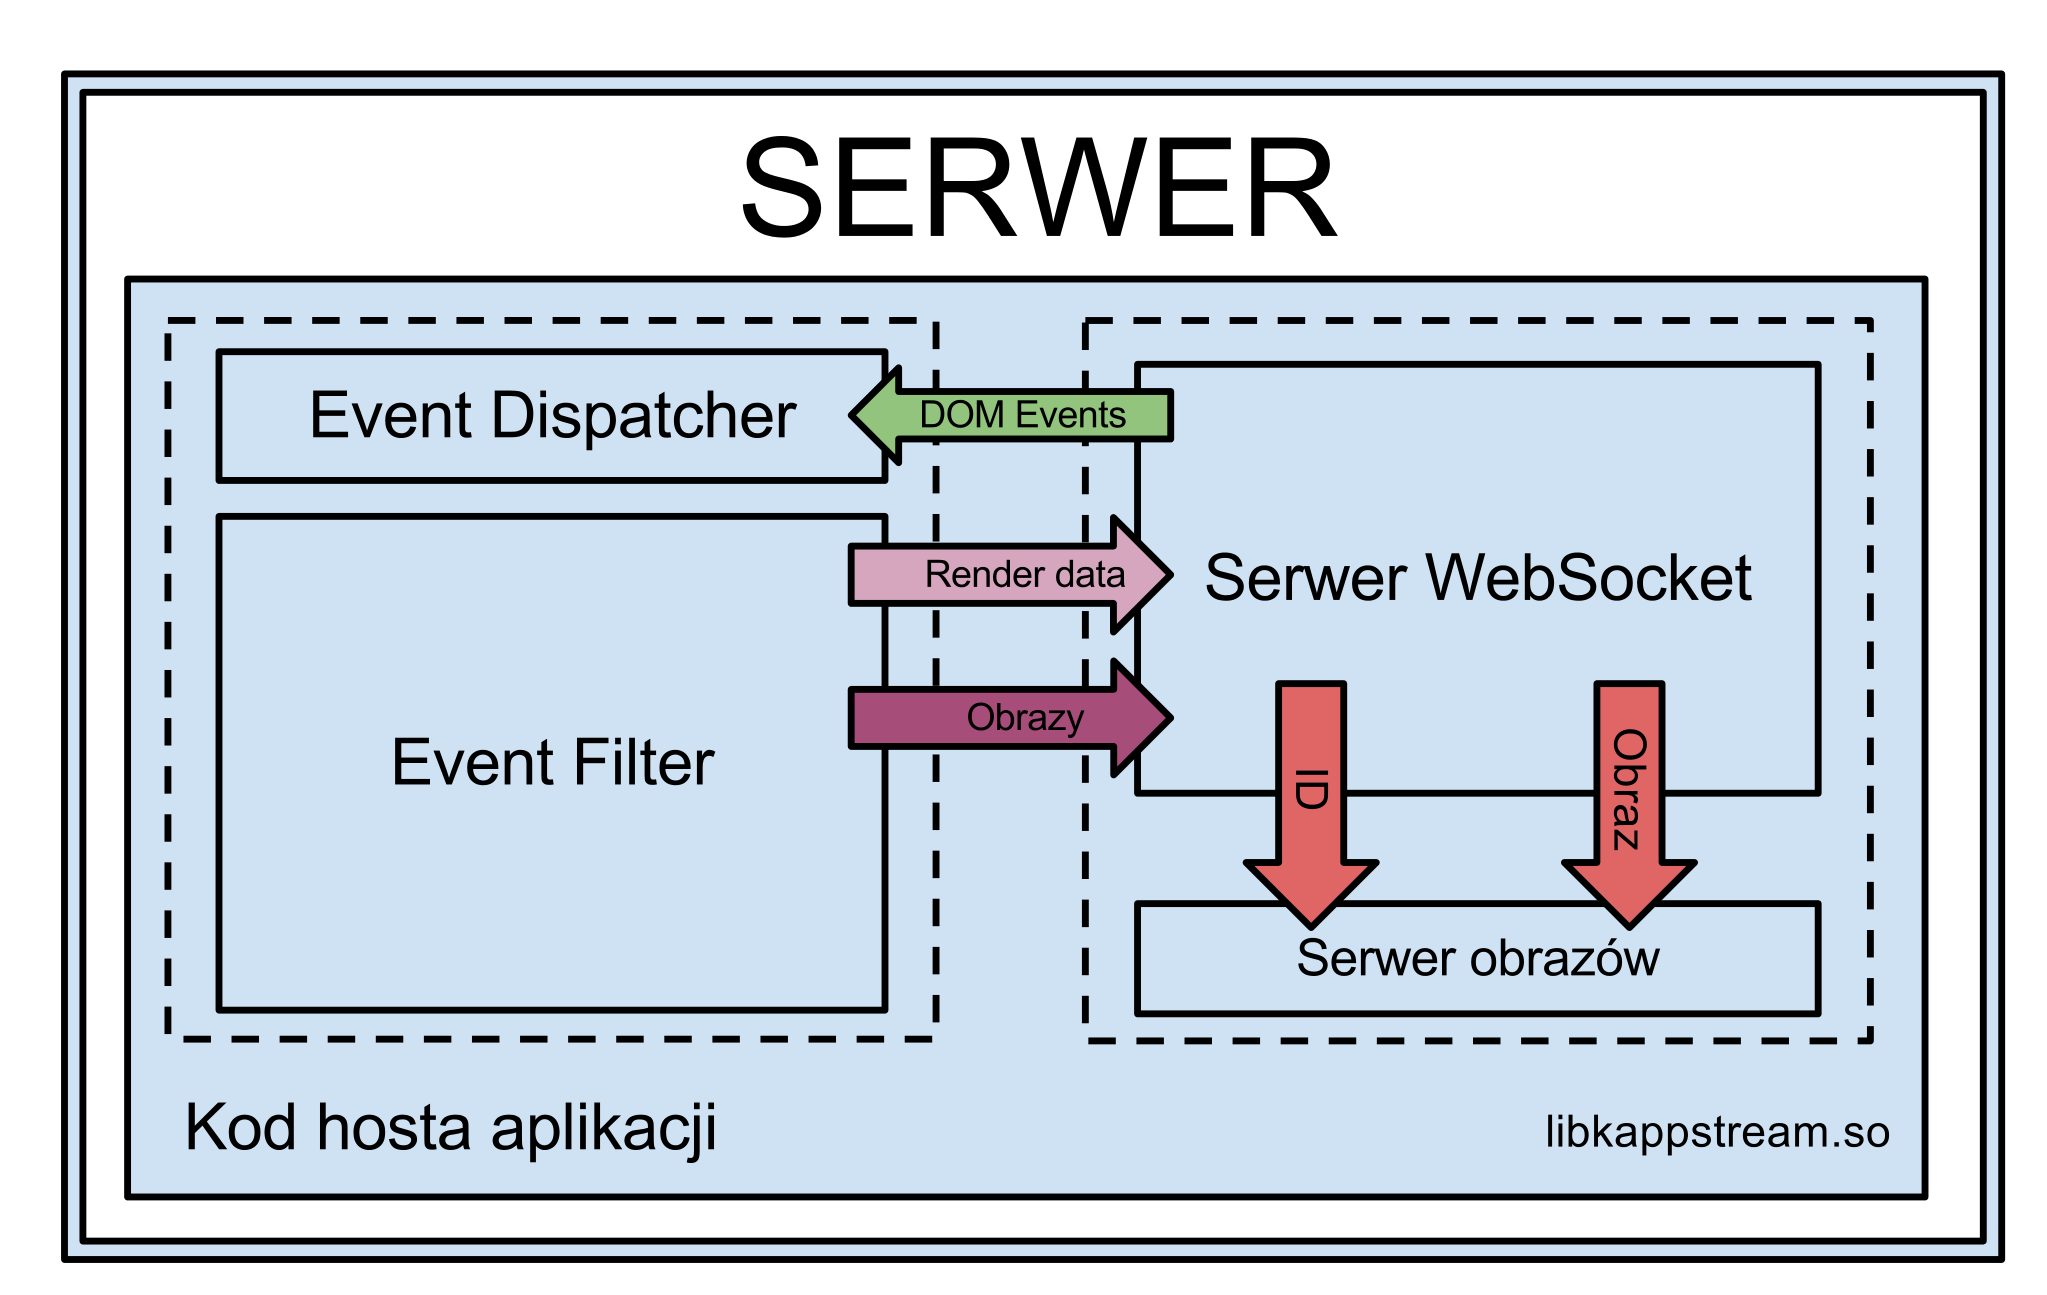 SERWER
Event Dispatcher
DOM Events
Render data
Serwer WebSocket
Obrazy
Event Filter
ID
Obraz
Serwer obrazów
Kod hosta aplikacji
libkappstream.so